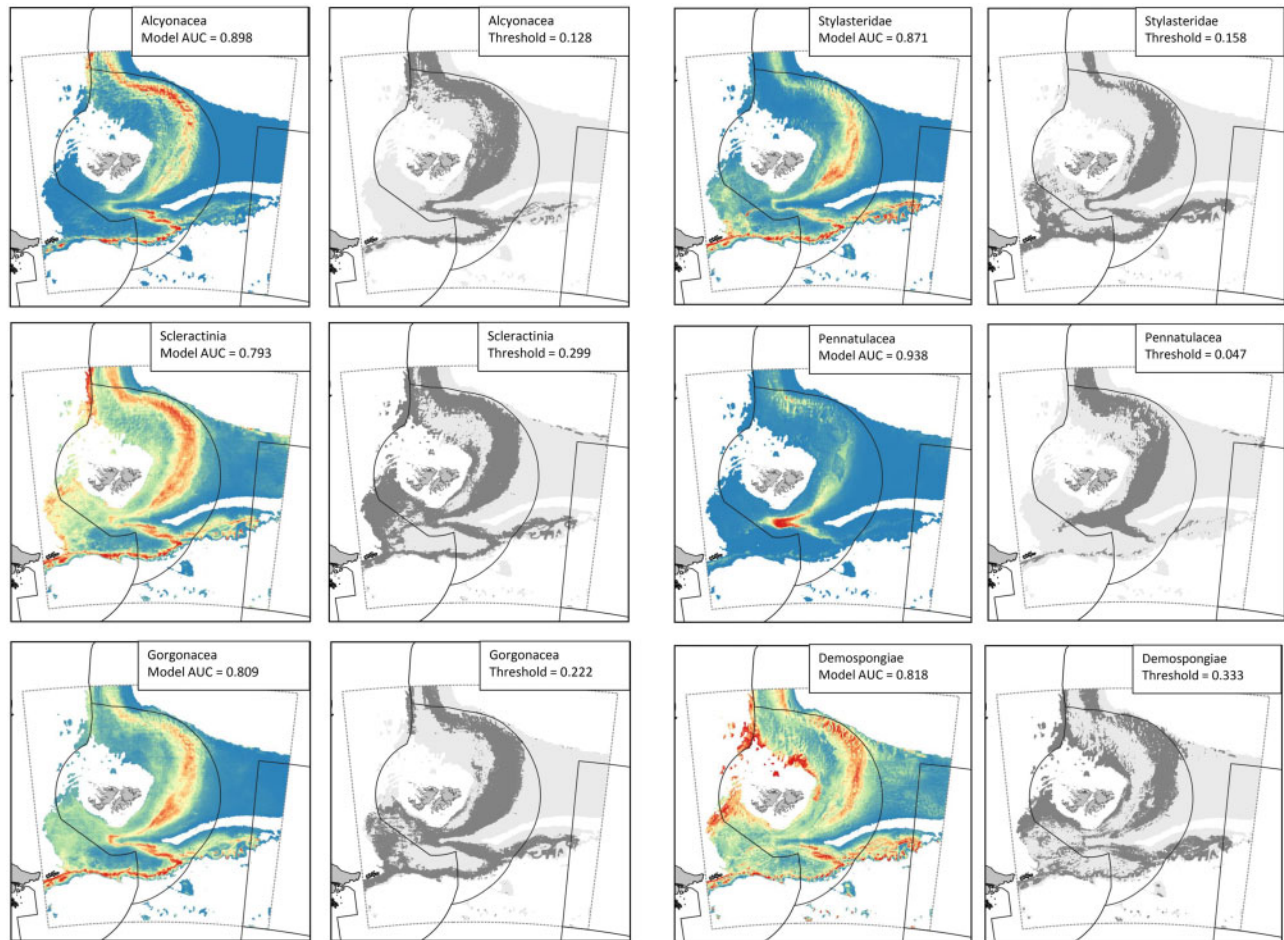 Alcyonacea
Model AUC = 0.898
Alcyonacea
Threshold = 0.128
Stylasteridae
Model AUC = 0.871
Stylasteridae
Threshold = 0.158
Scleractinia
Model AUC = 0.793
Scleractinia
Threshold = 0.299
Pennatulacea
Model AUC = 0.938
Pennatulacea
Threshold = 0.047
Gorgonacea
Model AUC = 0.809
Gorgonacea
Threshold = 0.222
Demospongiae
Model AUC = 0.818
Demospongiae
Threshold = 0.333